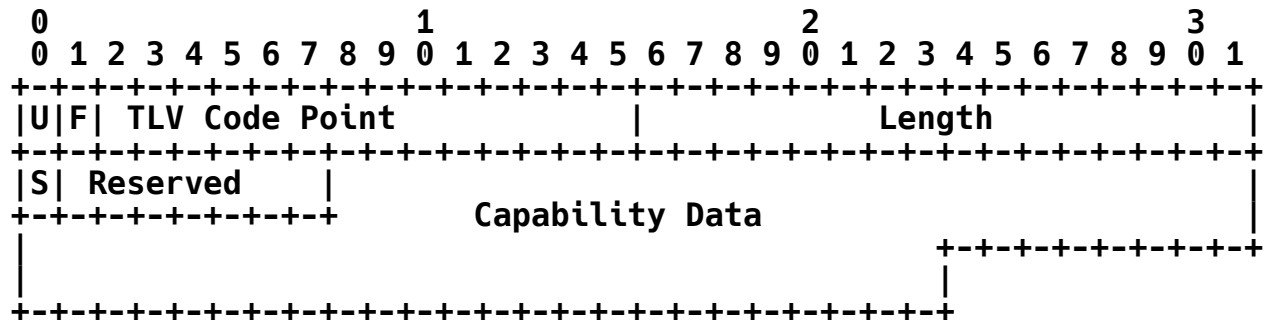 0                   1                   2                   3
 0 1 2 3 4 5 6 7 8 9 0 1 2 3 4 5 6 7 8 9 0 1 2 3 4 5 6 7 8 9 0 1
+-+-+-+-+-+-+-+-+-+-+-+-+-+-+-+-+-+-+-+-+-+-+-+-+-+-+-+-+-+-+-+-+
|U|F| TLV Code Point            |            Length             |
+-+-+-+-+-+-+-+-+-+-+-+-+-+-+-+-+-+-+-+-+-+-+-+-+-+-+-+-+-+-+-+-+
|S| Reserved    |                                               |
+-+-+-+-+-+-+-+-+       Capability Data                         |
|                                               +-+-+-+-+-+-+-+-+
|                                               |
+-+-+-+-+-+-+-+-+-+-+-+-+-+-+-+-+-+-+-+-+-+-+-+-+